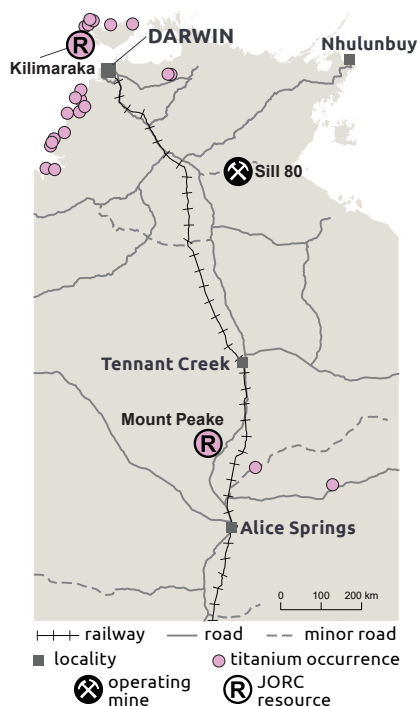 DARWIN
Nhulunbuy
R
Kilimaraka
Sill 80
Tennant Creek
Mount Peake
R
Alice Springs
0 100 200 km
railway road minor road
locality titanium occurrence
operating
mine
R JORC
resource